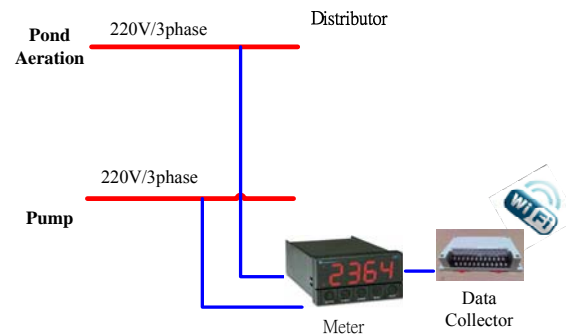 Distributor
220V/3phase
Pond
Aeration
220V/3phase
Pump
WiFi
2364
Data
Collector
Meter